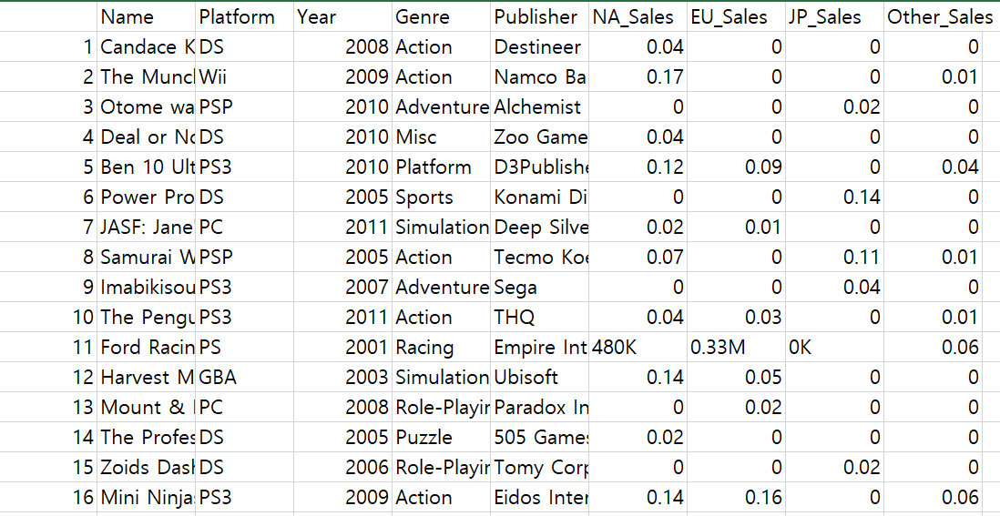 Name Platform Year Genre Publisher NA_Sales EU_Sales JP_Sales Other_Sales
1 Candace K DS 2008 Action Destineer 0.04 0 0 0
2 The Muncl Wii 2009 Action Namco Ba 0.17 0 0 0.01
3 Otome wa PSP 2010 Adventure Alchemist 0 0 0.02 0
4 Deal or No DS 2010 Misc Zoo Game 0.04 0 0 0
5 Ben 10 Ult PS3 2010 Platform D3Publishe 0.12 0.09 0 0.04
6 Power Pro DS 2005 Sports Konami Di 0 0 0.14 0
7 JASF: Jane' PC 2011 Simulation Deep Silve 0.02 0.01 0 0
8 Samurai W PSP 2005 Action Tecmo Koe 0.07 0 0.11 0.01
9 Imabikisou PS3 2007 Adventure Sega 0 0 0.04 0
10 The Pengu PS3 2011 Action THQ 0.04 0.03 0 0.01
11 Ford Racin PS 2001 Racing Empire Int 480K 0.33M 0K 0.06
12 Harvest M GBA 2003 Simulation Ubisoft 0.14 0.05 0 0
13 Mount & PC 2008 Role-Playir Paradox In 0 0.02 0 0
14 The Profes DS 2005 Puzzle 505 Game: 0.02 0 0 0
15 Zoids Dash DS 2006 Role-Playir Tomy Corp 0 0 0.02 0
16 Mini Ninja PS3 2009 Action Eidos Inter 0.14 0.16 0 0.06